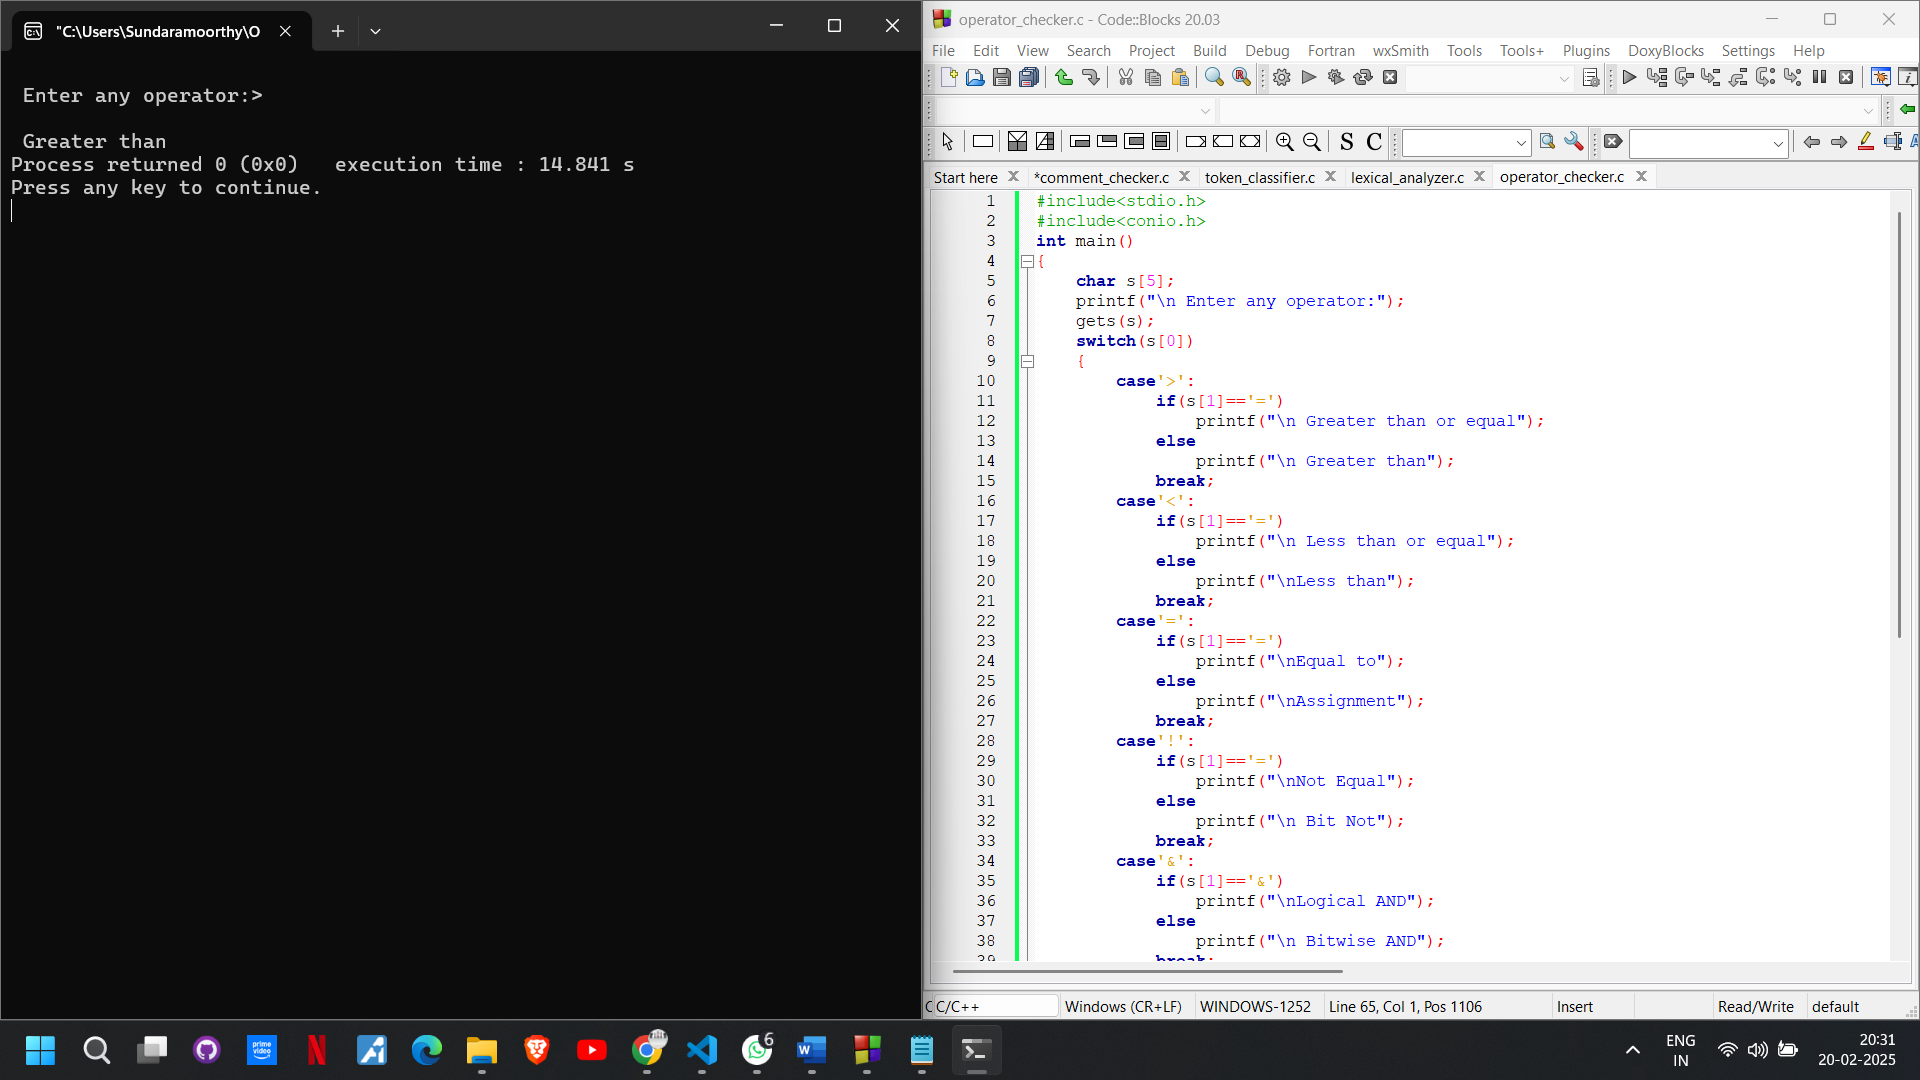 "C:\Users\Sundaramoorthy\O
Enter any operator:>
Greater than
Process returned 0 (0x0)   execution time : 14.841 s
Press any key to continue.
operator_checker.c - Code::Blocks 20.03
File Edit View Search Project Build Debug Fortran wxSmith Tools Tools+ Plugins DoxyBlocks Settings Help
S C
Start here *comment_checker.c token_classifier.c lexical_analyzer.c operator_checker.c
1 #include<stdio.h>
2 #include<conio.h>
3 int main()
4 {
5 char s[5];
6 printf("\n Enter any operator:");
7 gets(s);
8 switch(s[0])
9 {
10 case'>':
11 if(s[1]=='=')
12 printf("\n Greater than or equal");
13 else
14 printf("\n Greater than");
15 break;
16 case'<':
17 if(s[1]=='=')
18 printf("\n Less than or equal");
19 else
20 printf("\nLess than");
21 break;
22 case'=':
23 if(s[1]=='=')
24 printf("\nEqual to");
25 else
26 printf("\nAssignment");
27 break;
28 case'!':
29 if(s[1]=='=')
30 printf("\nNot Equal");
31 else
32 printf("\n Bit Not");
33 break;
34 case'&':
35 if(s[1]=='&')
36 printf("\nLogical AND");
37 else
38 printf("\n Bitwise AND");
39 break;
C C/C++ Windows (CR+LF) WINDOWS-1252 Line 65, Col 1, Pos 1106 Insert Read/Write default
prime video
6
ENG
IN
20:31
20-02-2025